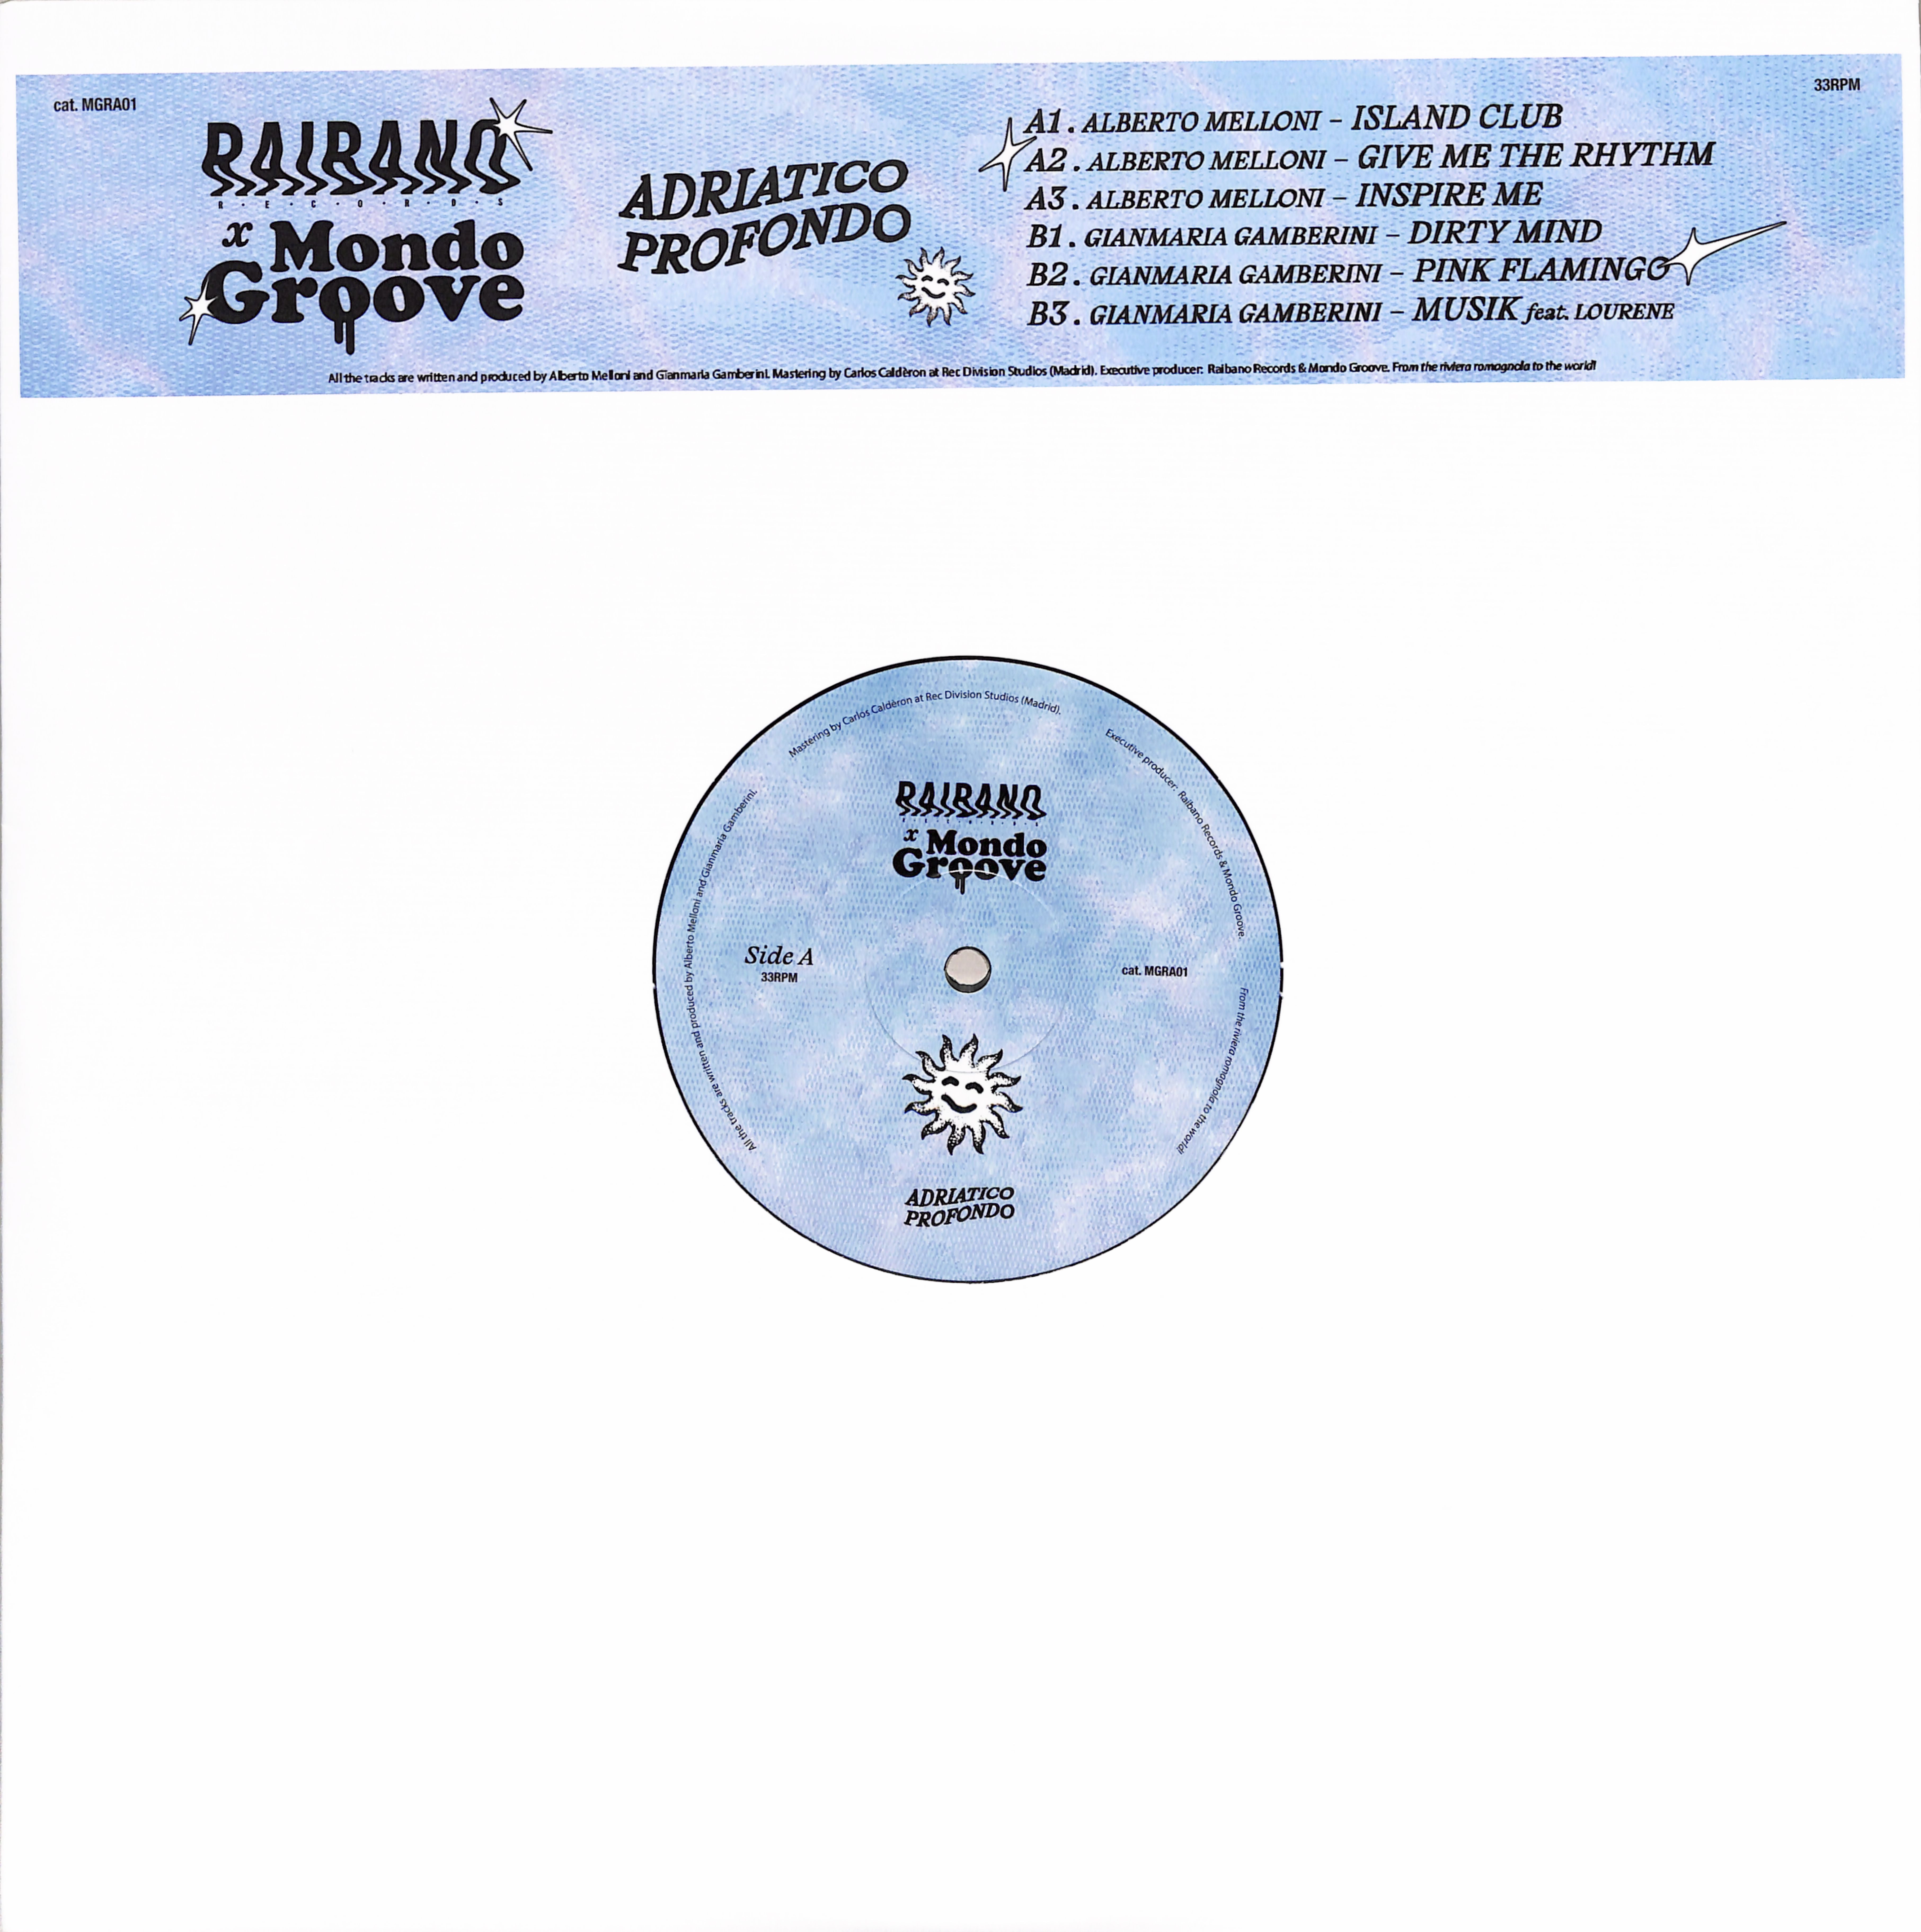 cat. MGRA01
33RPM
RAIBANO
R·E·C·O·R·D·S
x Mondo
Groove
ADRIATICO
PROFONDO
A1. ALBERTO MELLONI – ISLAND CLUB
A2. ALBERTO MELLONI – GIVE ME THE RHYTHM
A3. ALBERTO MELLONI – INSPIRE ME
B1. GIANMARIA GAMBERINI – DIRTY MIND
B2. GIANMARIA GAMBERINI – PINK FLAMINGO
B3. GIANMARIA GAMBERINI – MUSIK feat. LOURENE
All the tracks are written and produced by Alberto Melloni and Gianmaria Gamberini. Mastering by Carlos Caldèron at Rec Division Studios (Madrid). Executive producer: Raibano Records & Mondo Groove. From the riviera romagnola to the world!
All the tracks are written and produced by Alberto Melloni and Gianmaria Gamberini.
Mastering by Carlos Caldèron at Rec Division Studios (Madrid).
Executive producer: Raibano Records & Mondo Groove.
From the riviera romagnola to the world!
RAIBANO
R·E·C·O·R·D·S
x Mondo
Groove
Side A
33RPM
cat. MGRA01
ADRIATICO
PROFONDO